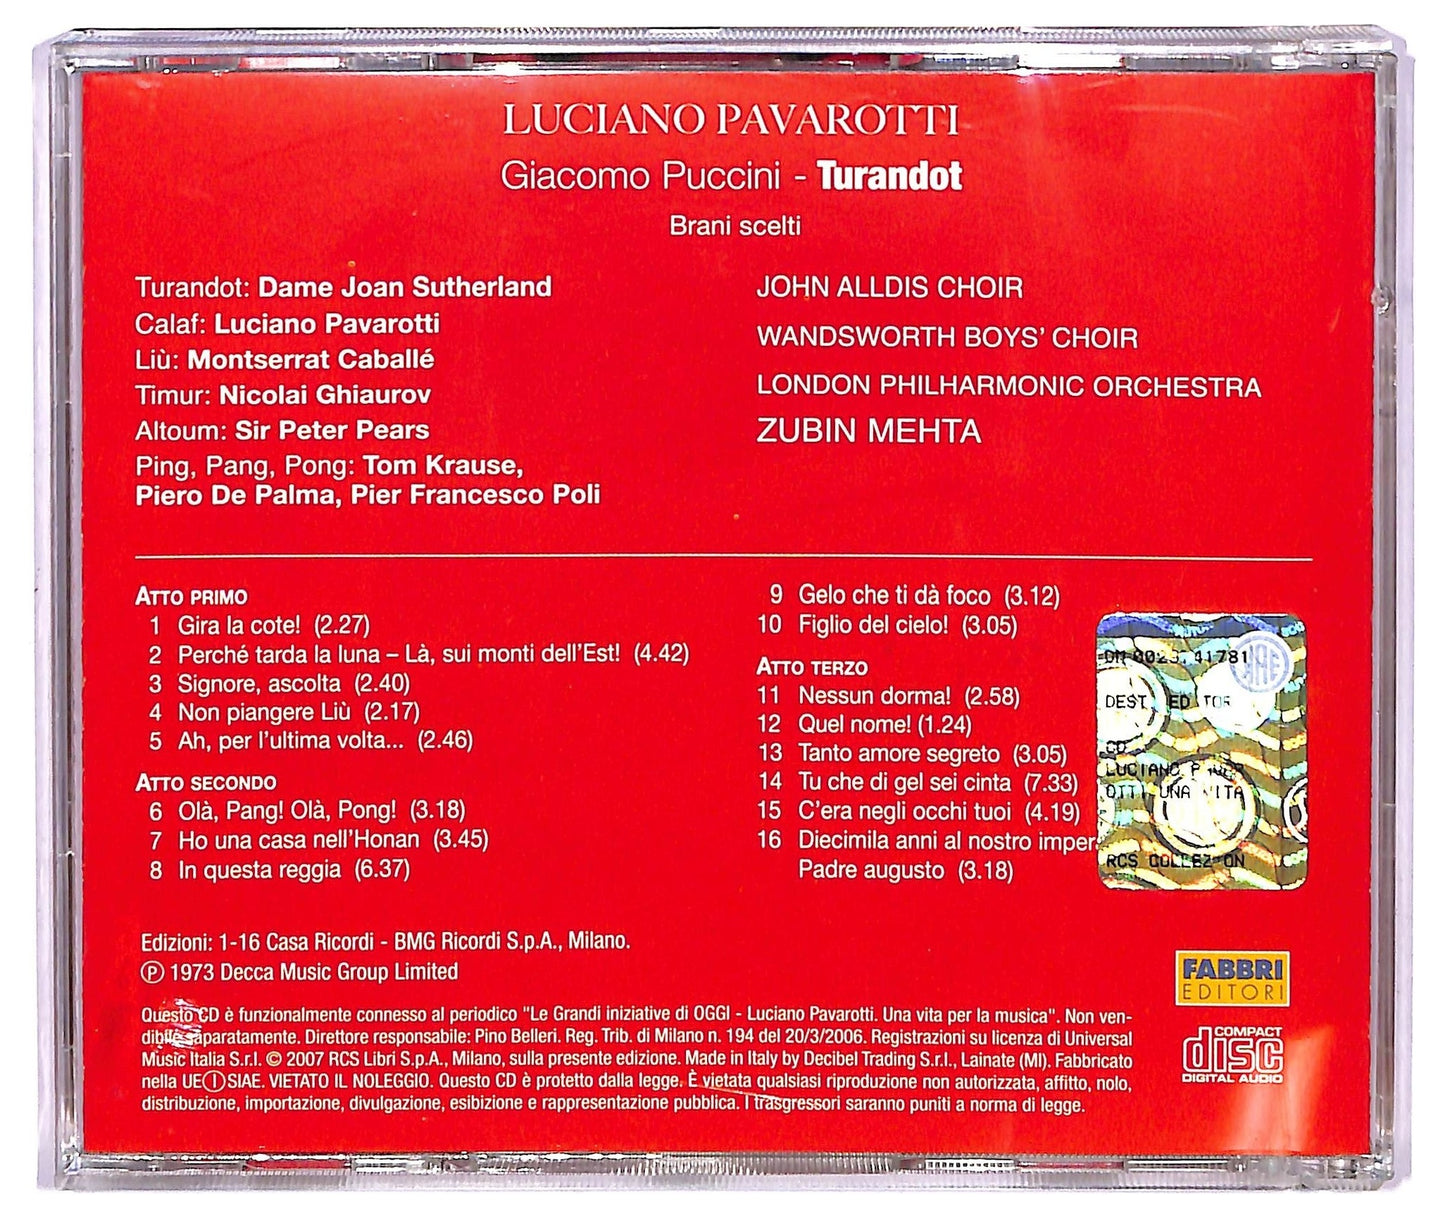 LUCIANO PAVAROTTI
Giacomo Puccini - Turandot
Brani scelti
Turandot: Dame Joan Sutherland
Calaf: Luciano Pavarotti
Liù: Montserrat Caballé
Timur: Nicolai Ghiaurov
Altoum: Sir Peter Pears
Ping, Pang, Pong: Tom Krause,
Piero De Palma, Pier Francesco Poli
JOHN ALLDIS CHOIR
WANDSWORTH BOYS' CHOIR
LONDON PHILHARMONIC ORCHESTRA
ZUBIN MEHTA
ATTO PRIMO
1 Gira la cote! (2.27)
2 Perché tarda la luna – Là, sui monti dell'Est! (4.42)
3 Signore, ascolta (2.40)
4 Non piangere Liù (2.17)
5 Ah, per l'ultima volta... (2.46)
ATTO SECONDO
6 Olà, Pang! Olà, Pong! (3.18)
7 Ho una casa nell'Honan (3.45)
8 In questa reggia (6.37)
9 Gelo che ti dà foco (3.12)
10 Figlio del cielo! (3.05)
ATTO TERZO
11 Nessun dorma! (2.58)
12 Quel nome! (1.24)
13 Tanto amore segreto (3.05)
14 Tu che di gel sei cinta (7.33)
15 C'era negli occhi tuoi (4.19)
16 Diecimila anni al nostro imper
Padre augusto (3.18)
DEST. ED TOR
CD
LUCIANO
UNA VITA
RCS
Edizioni: 1-16 Casa Ricordi - BMG Ricordi S.p.A., Milano.
Ⓟ 1973 Decca Music Group Limited
FABBRI
EDITORI
Questo CD è funzionalmente connesso al periodico "Le Grandi iniziative di OGGI - Luciano Pavarotti. Una vita per la musica". Non ven-
dibile separatamente. Direttore responsabile: Pino Belleri. Reg. Trib. di Milano n. 194 del 20/3/2006. Registrazioni su licenza di Universal
Music Italia S.r.l. © 2007 RCS Libri S.p.A., Milano, sulla presente edizione. Made in Italy by Decibel Trading S.r.l., Lainate (MI). Fabbricato
nella UE Ⓘ SIAE. VIETATO IL NOLEGGIO. Questo CD è protetto dalla legge. È vietata qualsiasi riproduzione non autorizzata, affitto, nolo,
distribuzione, importazione, divulgazione, esibizione e rappresentazione pubblica. I trasgressori saranno puniti a norma di legge.
COMPACT
disc
DIGITAL AUDIO